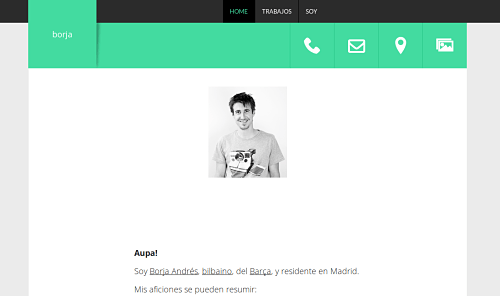 HOME TRABAJOS SOY
borja
Aupa!
Soy Borja Andrés, bilbaino, del Barça, y residente en Madrid.
Mis aficiones se pueden resumir: